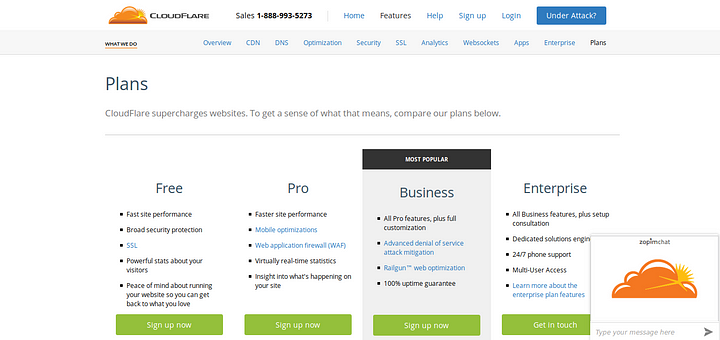 CLOUDFLARE
Sales 1-888-993-5273
Home Features Help Sign up Login
Under Attack?
WHAT WE DO
Overview CDN DNS Optimization Security SSL Analytics Websockets Apps Enterprise Plans
Plans
CloudFlare supercharges websites. To get a sense of what that means, compare our plans below.
Free
Fast site performance
Broad security protection
SSL
Powerful stats about your
visitors
Peace of mind about running
your website so you can get
back to what you love
Sign up now
Pro
Faster site performance
Mobile optimizations
Web application firewall (WAF)
Virtually real-time statistics
Insight into what's happening on
your site
Sign up now
MOST POPULAR
Business
All Pro features, plus full
customization
Advanced denial of service
attack mitigation
Railgun™ web optimization
100% uptime guarantee
Sign up now
Enterprise
All Business features, plus setup
consultation
Dedicated solutions engin
24/7 phone support
Multi-User Access
Learn more about the
enterprise plan features
Get in touch
zopimchat
Type your message here